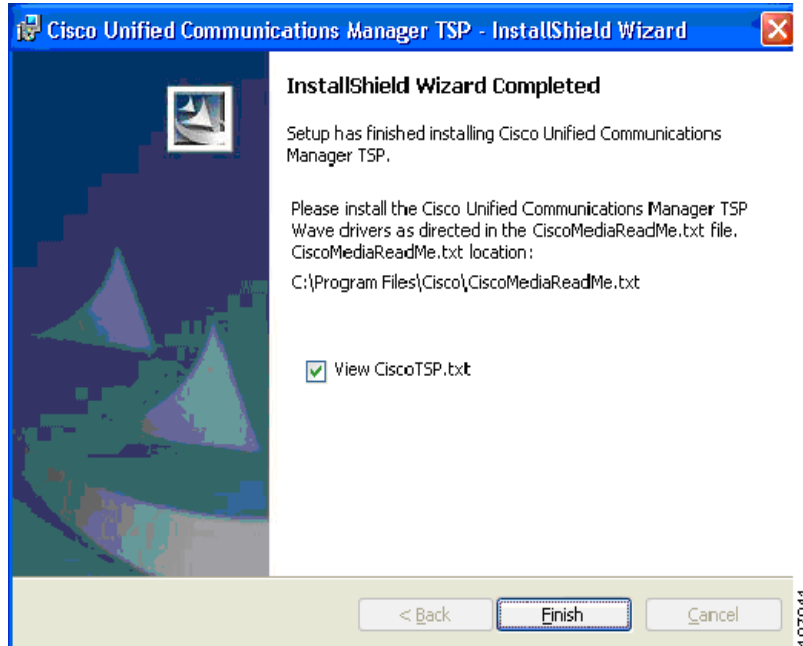 Cisco Unified Communications Manager TSP - InstallShield Wizard
InstallShield Wizard Completed
Setup has finished installing Cisco Unified Communications
Manager TSP.
Please install the Cisco Unified Communications Manager TSP
Wave drivers as directed in the CiscoMediaReadMe.txt file.
CiscoMediaReadMe.txt location:
C:\Program Files\Cisco\CiscoMediaReadMe.txt
View CiscoTSP.txt
< Back
Finish
Cancel